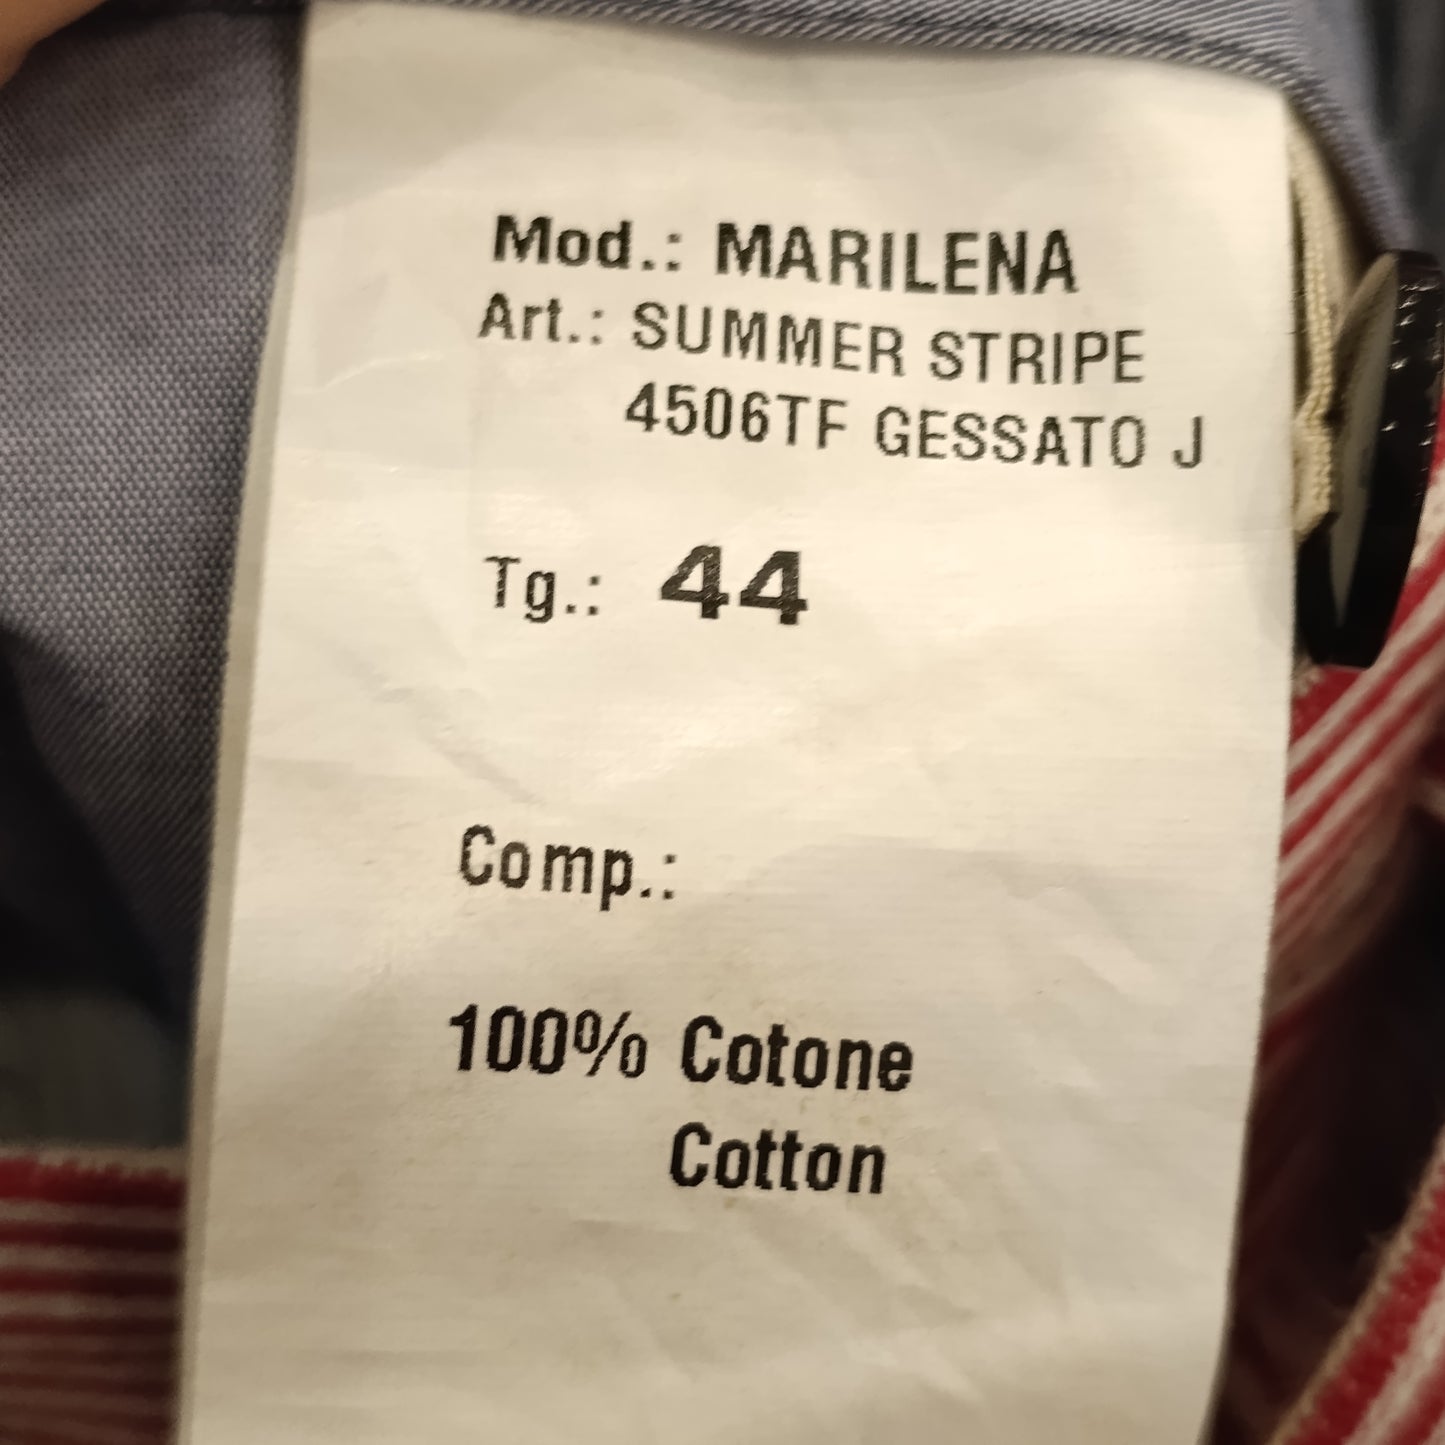 Mod.: MARILENA
Art.: SUMMER STRIPE
4506TF GESSATO J
Tg.: 44
Comp.:
100% Cotone
Cotton